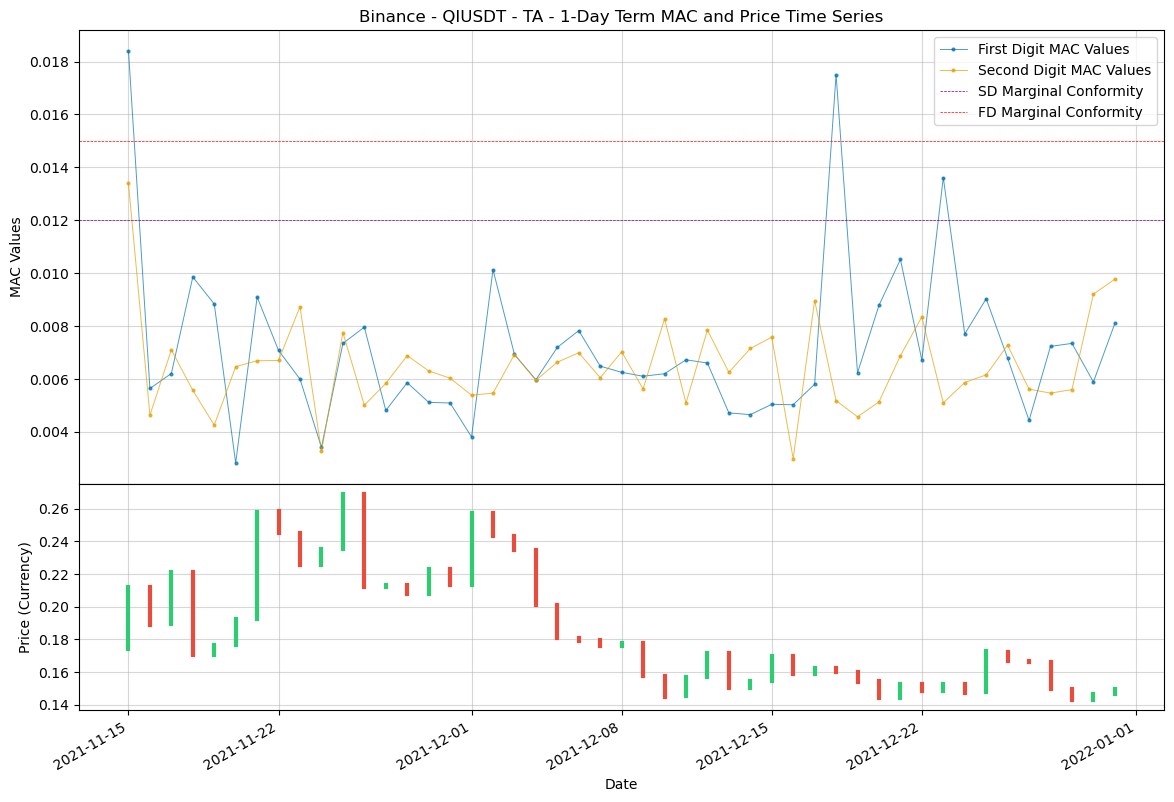 Binance - QIUSDT - TA - 1-Day Term MAC and Price Time Series
First Digit MAC Values
Second Digit MAC Values
SD Marginal Conformity
FD Marginal Conformity
MAC Values
0.018
0.016
0.014
0.012
0.010
0.008
0.006
0.004
Price (Currency)
0.26
0.24
0.22
0.20
0.18
0.16
0.14
2021-11-15
2021-11-22
2021-12-01
2021-12-08
2021-12-15
2021-12-22
2022-01-01
Date